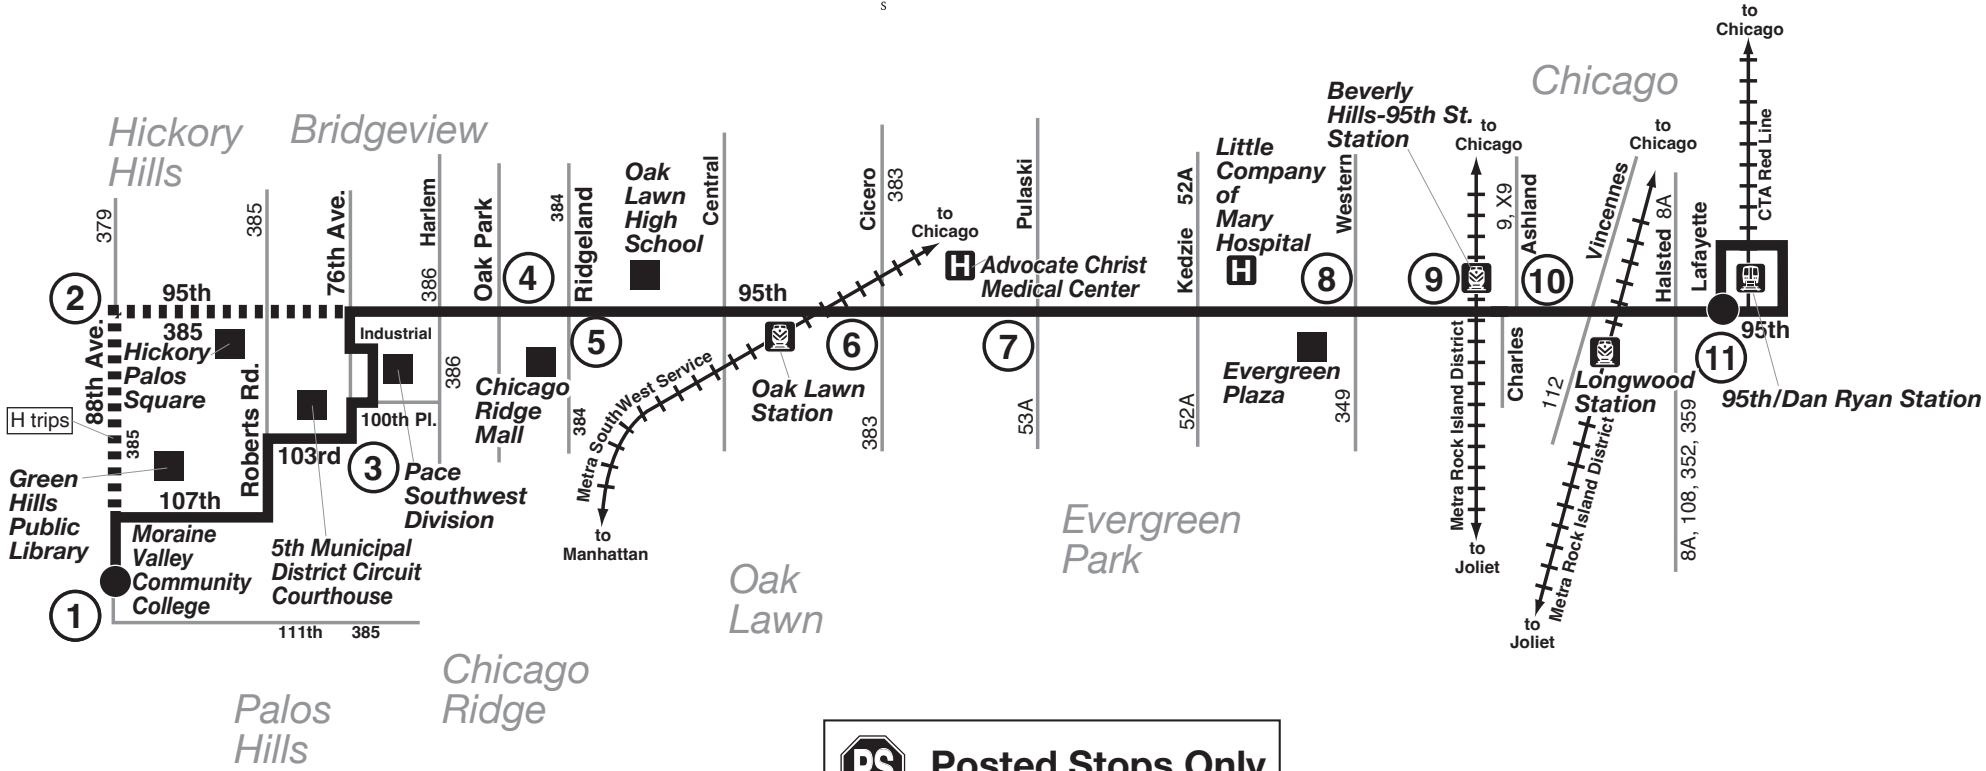 s
to
Chicago
Chicago
Beverly
Hills-95th St.
Station
to
Chicago
to
Chicago
CTA Red Line
Hickory
Hills
Bridgeview
379
385
76th Ave.
Harlem
386
Oak Park
384
Ridgeland
Oak
Lawn
High
School
Central
Cicero
383
to
Chicago
Pulaski
H
Advocate Christ
Medical Center
Kedzie 52A
Little
Company
of
Mary
Hospital
H
Western
9, X9
Ashland
Vincennes
Halsted 8A
Lafayette
2
95th
385
4
95th
8
9
10
95th
88th Ave.
Hickory
Palos
Square
Industrial
386
5
6
7
11
Chicago
Ridge
Mall
384
Metra SouthWest Service
Oak Lawn
Station
383
53A
52A
Evergreen
Plaza
349
Metra Rock Island District
Charles
112
Longwood
Station
95th/Dan Ryan Station
H trips
385
Roberts Rd.
103rd
100th Pl.
3
Pace
Southwest
Division
Green
Hills
Public
Library
107th
Moraine
Valley
Community
College
5th Municipal
District Circuit
Courthouse
to
Manhattan
Evergreen
Park
to
Joliet
Metra Rock Island District
8A, 108, 352, 359
to
Joliet
1
111th 385
Oak
Lawn
Chicago
Ridge
Palos
Hills
PS
Posted Stops Only